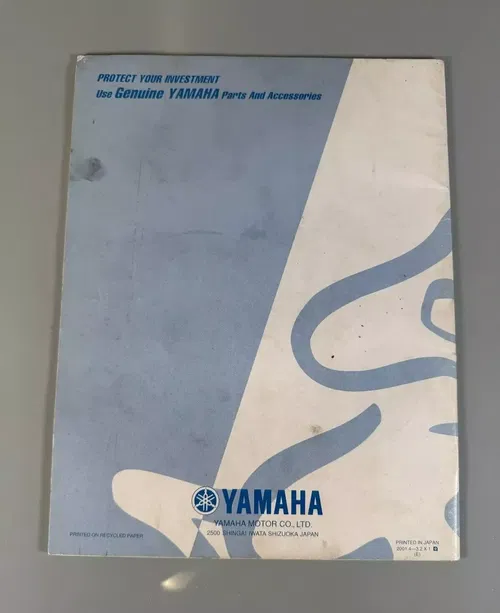 PROTECT YOUR INVESTMENT
Use Genuine YAMAHA Parts And Accessories
YAMAHA
YAMAHA MOTOR CO., LTD.
2500 SHINGAI IWATA SHIZUOKA JAPAN
PRINTED ON RECYCLED PAPER
PRINTED IN JAPAN
(E)